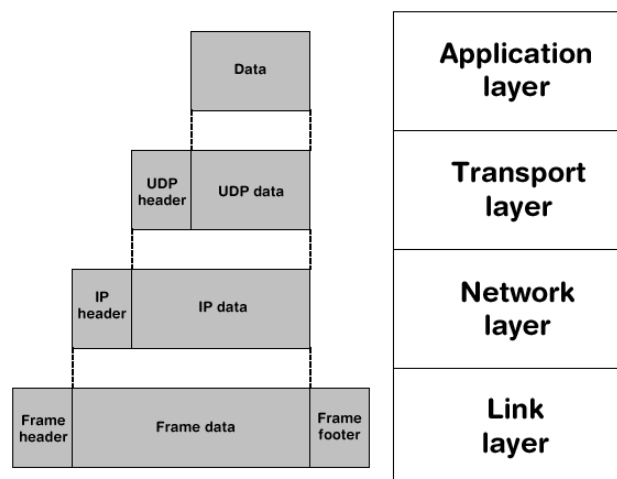 Data
Application
layer
UDP
header
UDP data
Transport
layer
IP
header
IP data
Network
layer
Frame
header
Frame data
Frame
footer
Link
layer